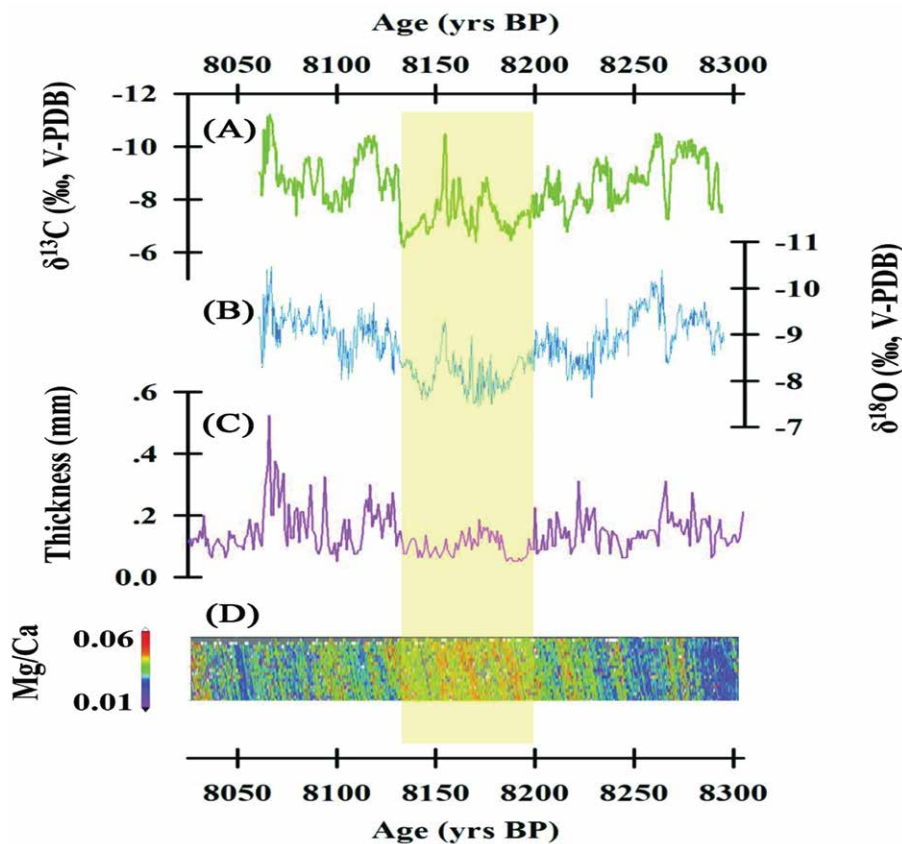 Age (yrs BP)
8050 8100 8150 8200 8250 8300
-12
-10
-8
-6
δ¹³C (‰, V-PDB)
(A)
-11
-10
-9
-8
-7
δ¹⁸O (‰, V-PDB)
(B)
.6
.4
.2
0.0
Thickness (mm)
(C)
(D)
Mg/Ca
0.06
0.01
8050 8100 8150 8200 8250 8300
Age (yrs BP)